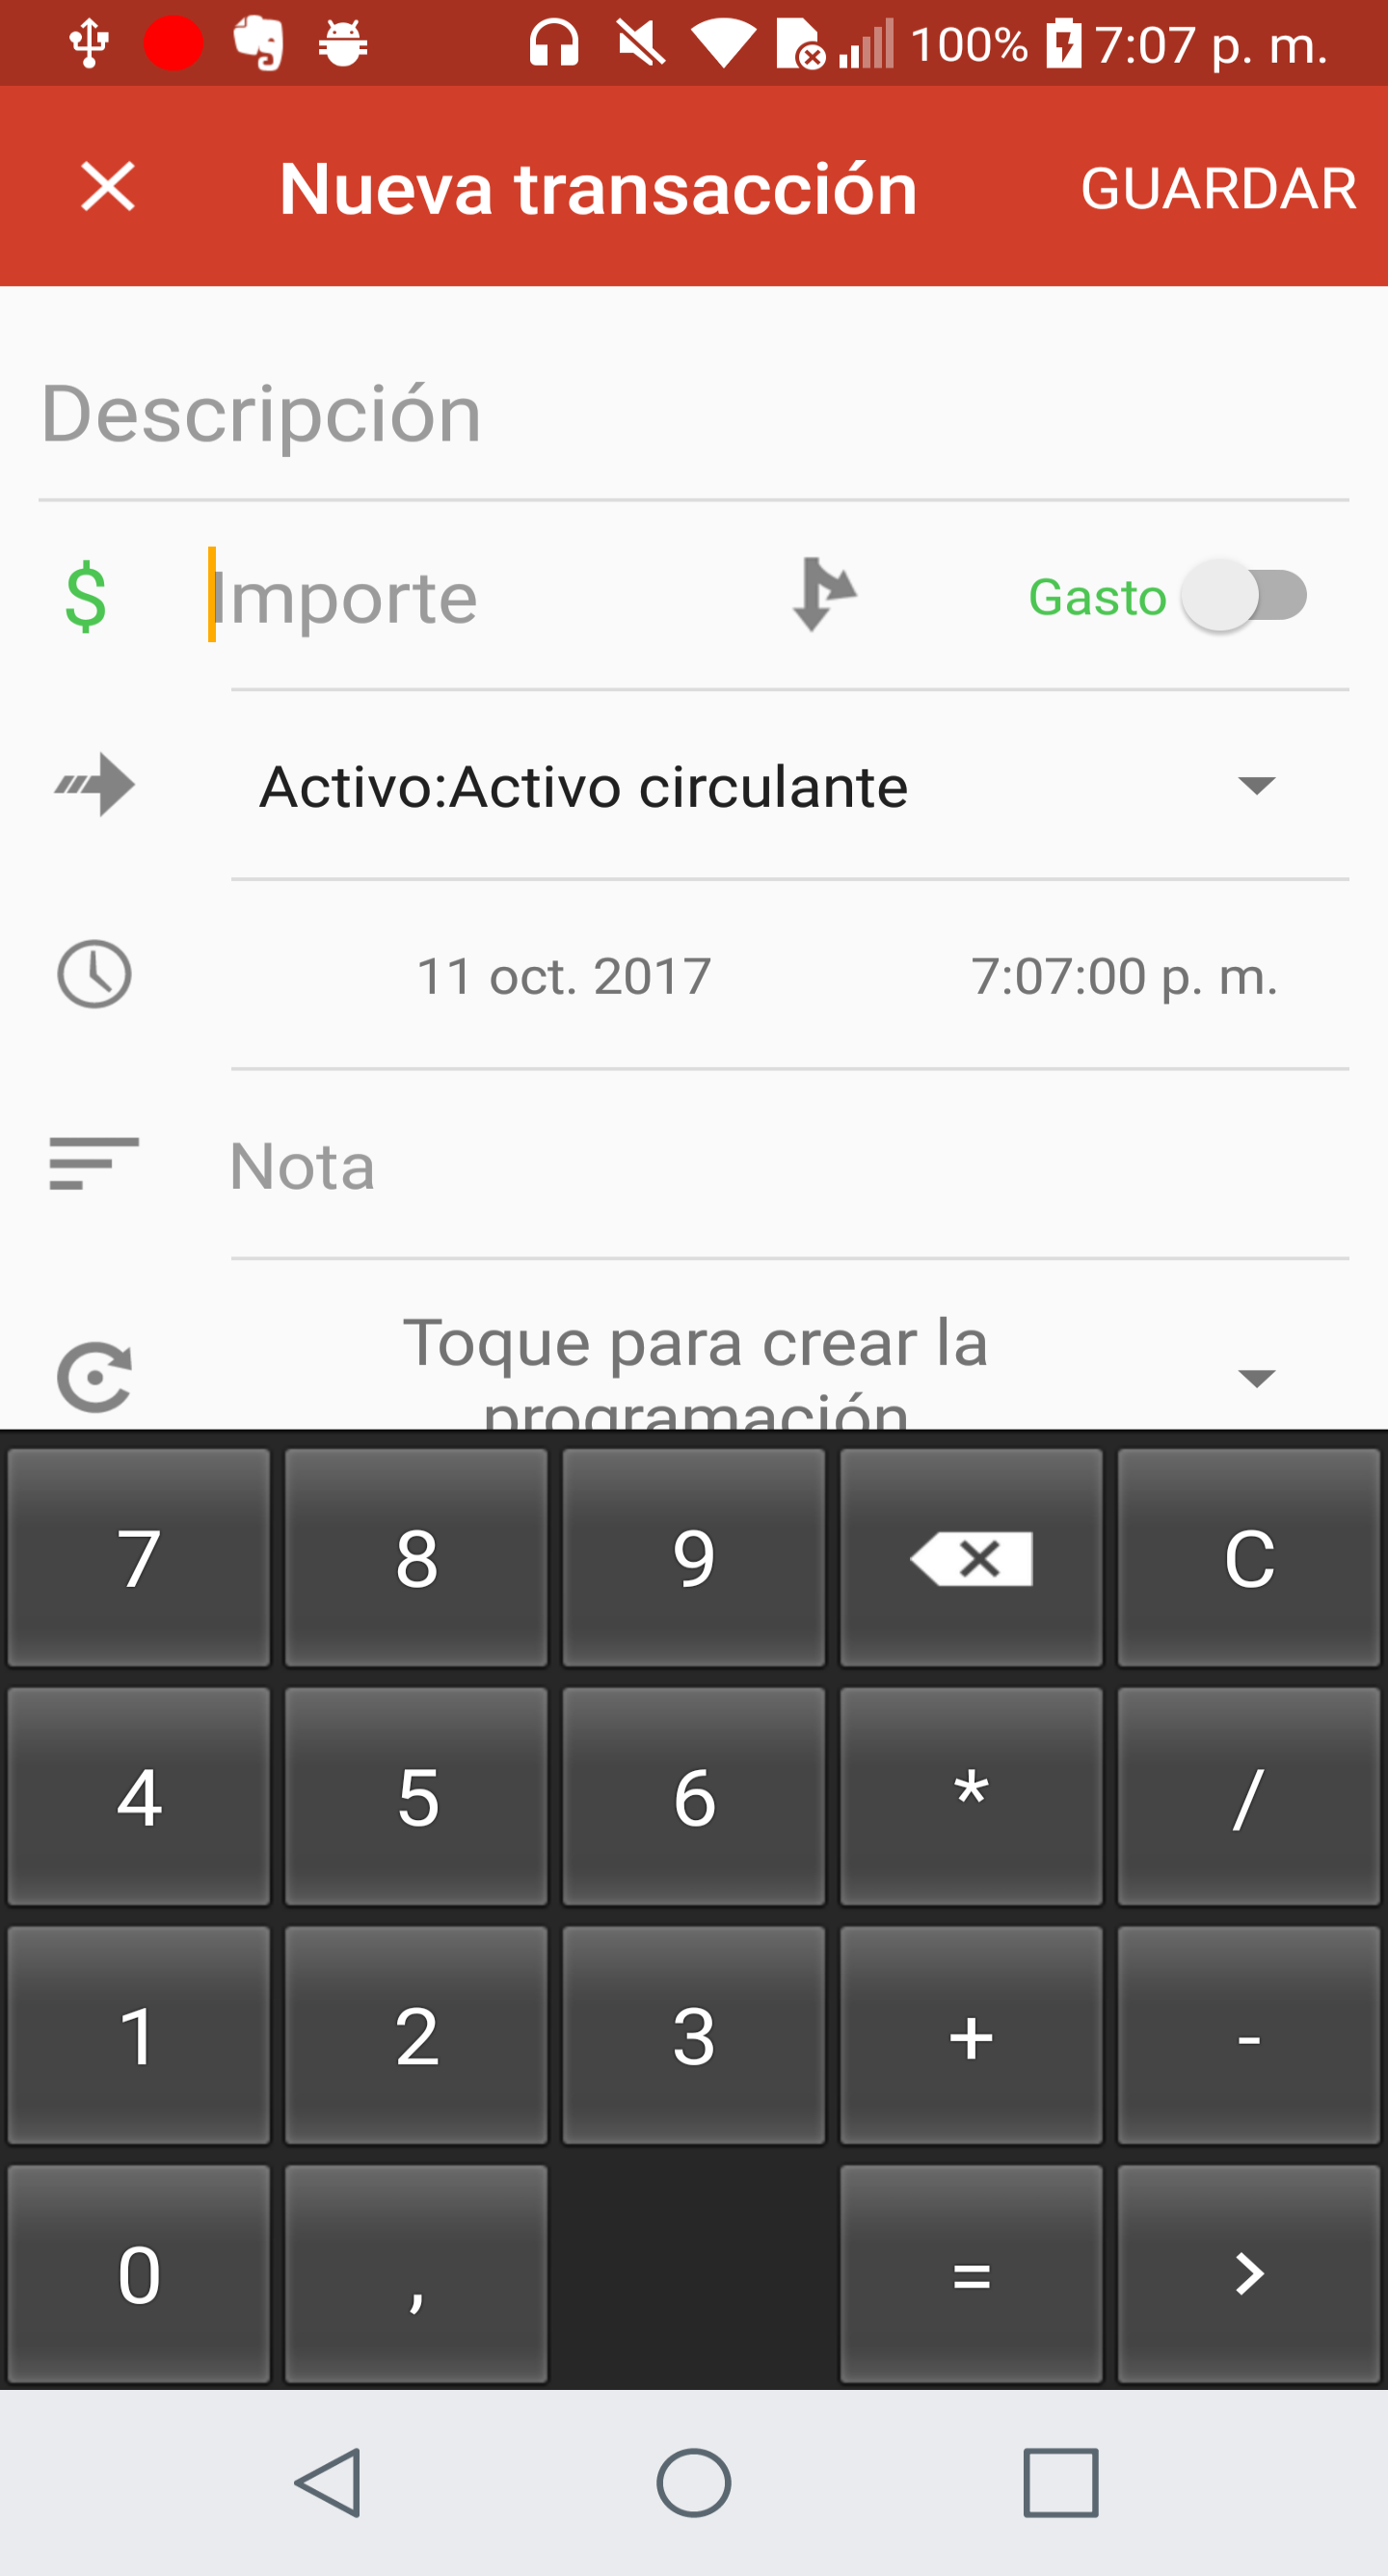 100% 7:07 p. m.
Nueva transacción GUARDAR
Descripción
$ Importe Gasto
Activo:Activo circulante
11 oct. 2017 7:07:00 p. m.
Nota
Toque para crear la
programación
7 8 9 C
4 5 6 * /
1 2 3 + -
0 , = >